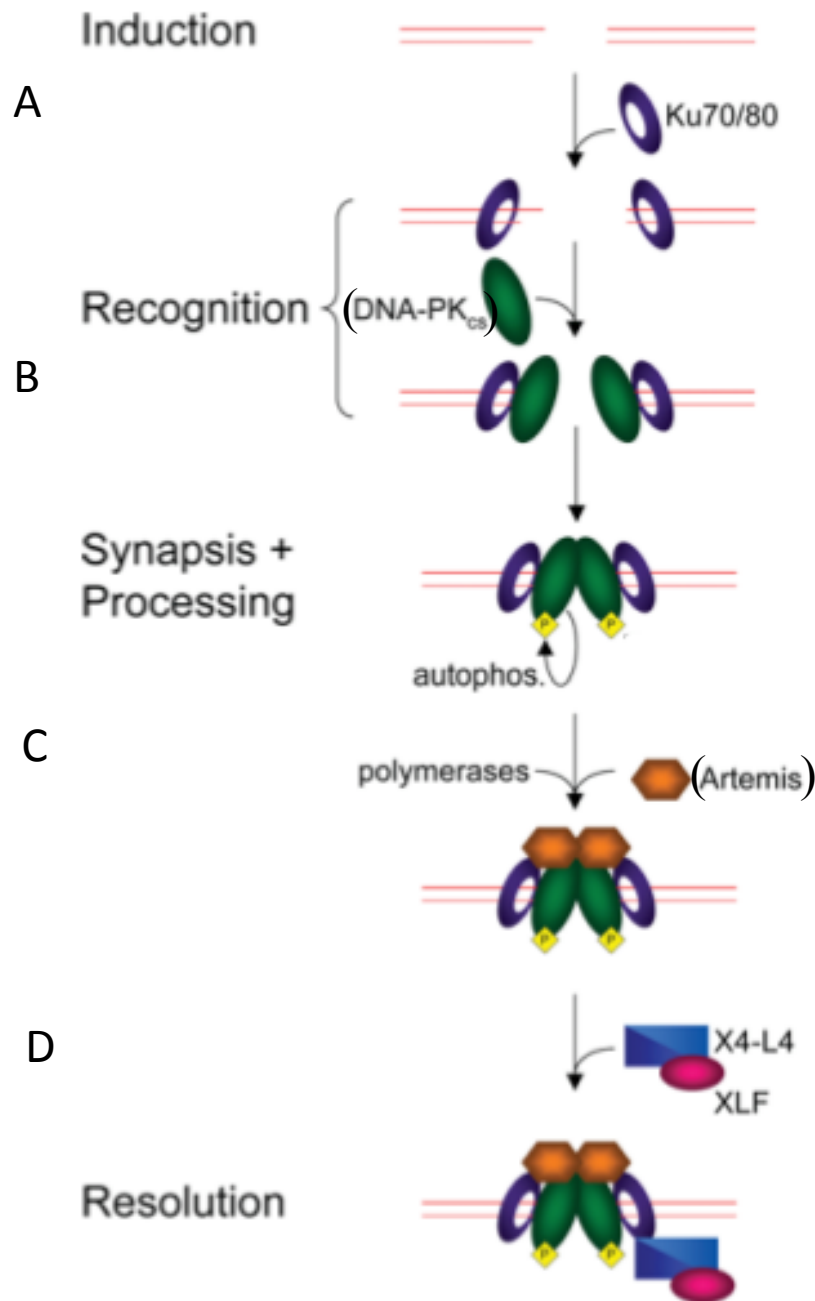 Induction
A
Ku70/80
Recognition
(DNA-PKcs)
B
Synapsis +
Processing
P P
autophos.
C
polymerases
(Artemis)
P P
D
X4-L4
XLF
Resolution
P P